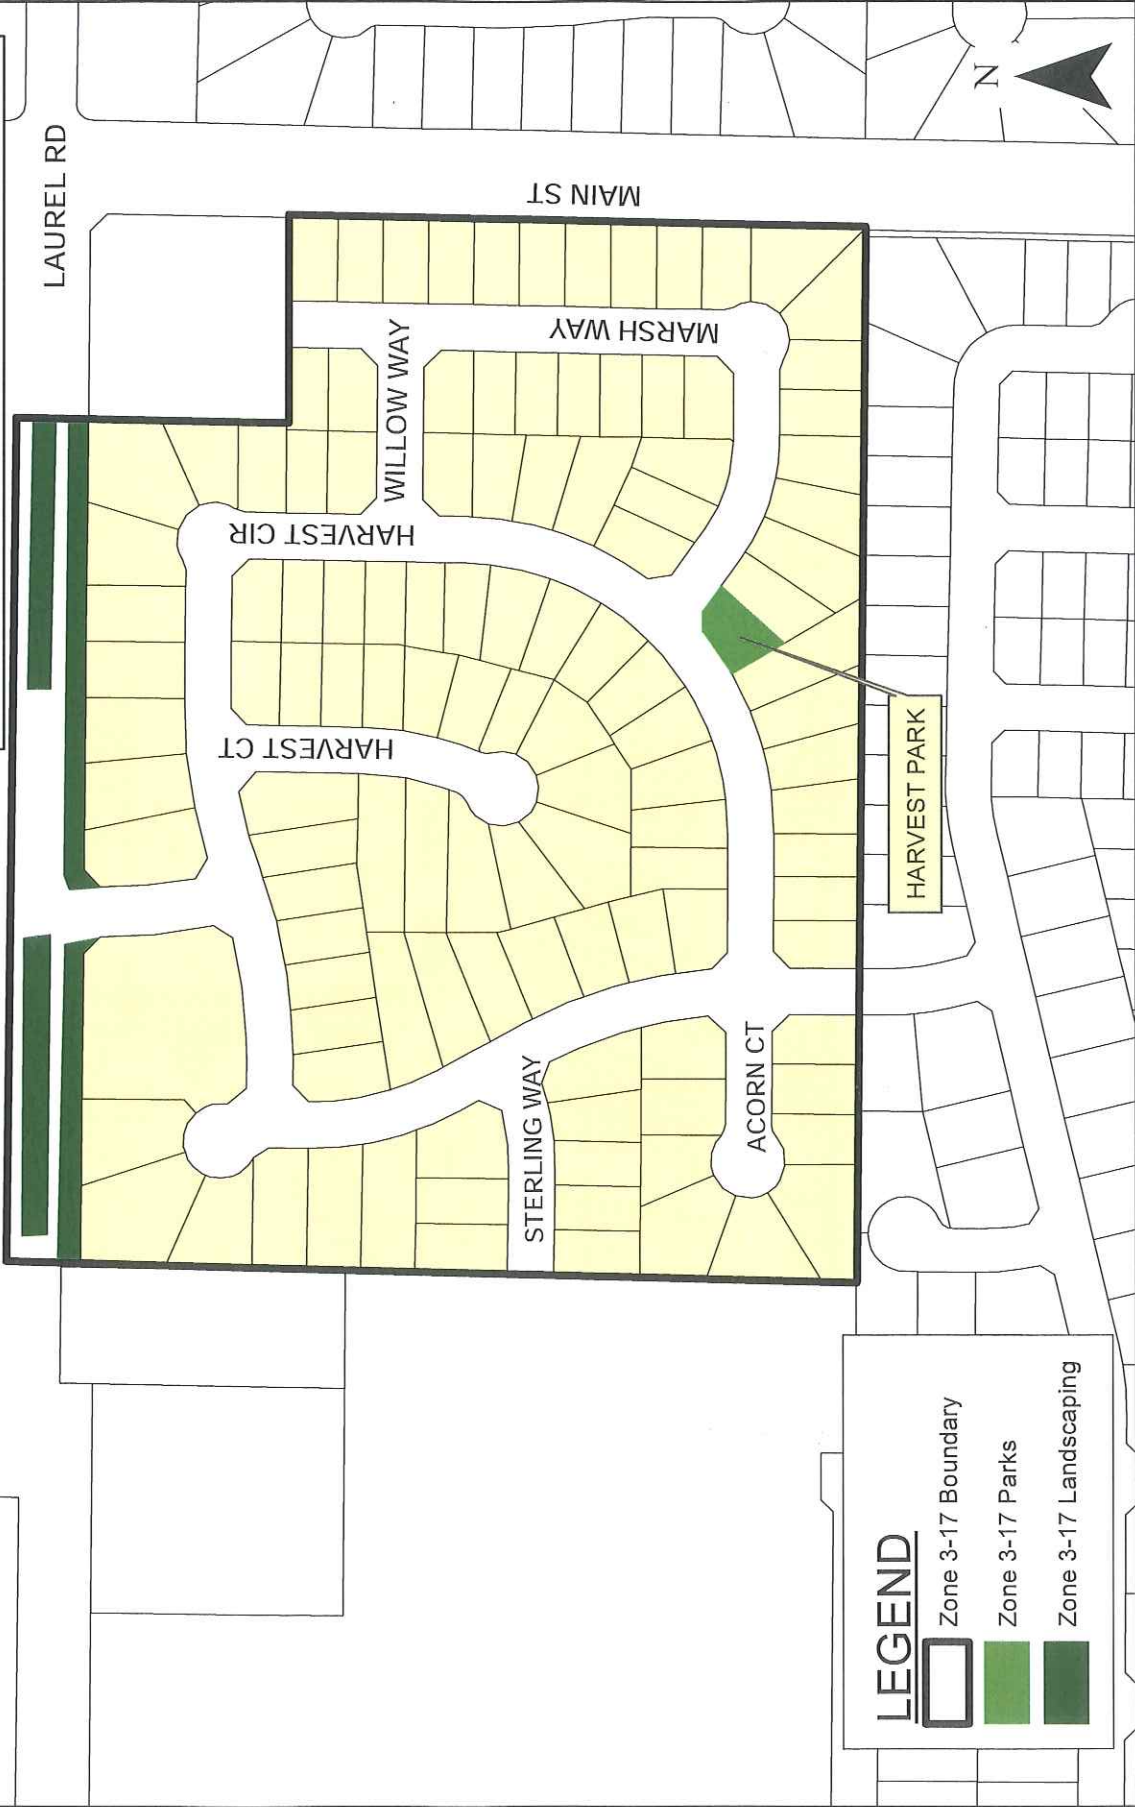 LAUREL RD
MAIN ST
MARSH WAY
WILLOW WAY
HARVEST CIR
HARVEST CT
STERLING WAY
ACORN CT
HARVEST PARK
N
LEGEND
Zone 3-17 Boundary
Zone 3-17 Parks
Zone 3-17 Landscaping